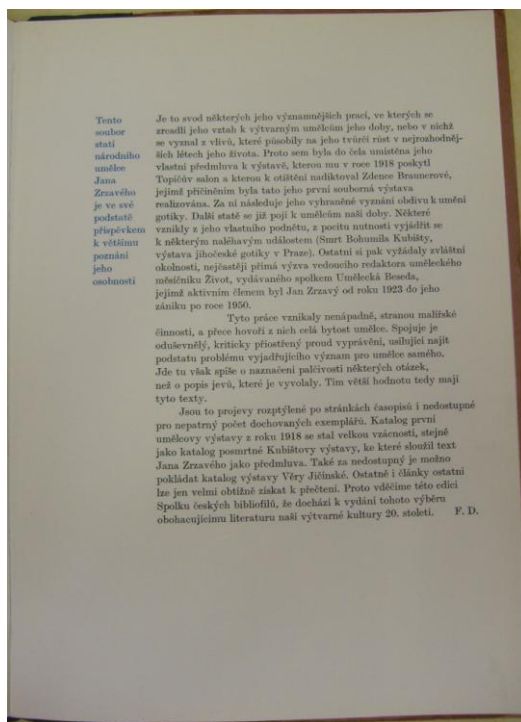 Tento
soubor
statí
národního
umělce
Jana
Zrzavého
je ve své
podstatě
příspěvkem
k většímu
poznání
jeho
osobnosti
Je to svod některých jeho významnějších prací, ve kterých se
zrcadlí jeho vztah k výtvarným umělcům jeho doby, nebo v nichž
se vyznal z vlivů, které působily na jeho tvůrčí růst v nejrozhodněj-
ších létech jeho života. Proto sem byla do čela umístěna jeho
vlastní předmluva k výstavě, kterou mu v roce 1918 poskytl
Topičův salon a kterou k otištění nadiktoval Zdence Braunerové,
jejímž přičiněním byla tato jeho první souborná výstava
realizována. Za ní následuje jeho vyhraněné vyznání obdivu k umění
gotiky. Další statě se již pojí k umělcům naší doby. Některé
vznikly z jeho vlastního podnětu, z pocitu nutnosti vyjádřit se
k některým naléhavým událostem (Smrt Bohumila Kubišty,
výstava jihočeské gotiky v Praze). Ostatní si pak vyžádaly zvláštní
okolnosti, nejčastěji přímá výzva vedoucího redaktora uměleckého
měsíčníku Život, vydávaného spolkem Umělecká Beseda,
jejímž aktivním členem byl Jan Zrzavý od roku 1923 do jeho
zániku po roce 1950.
Tyto práce vznikaly nenápadně, stranou malířské
činnosti, a přece hovoří z nich celá bytost umělce. Spojuje je
oduševnělý, kriticky přiostřený proud vyprávění, usilující najít
podstatu problému vyjadřujícího význam pro umělce samého.
Jde tu však spíše o naznačení palčivosti některých otázek,
než o popis jevů, které je vyvolaly. Tím větší hodnotu tedy mají
tyto texty.
Jsou to projevy rozptýlené po stránkách časopisů i nedostupné
pro nepatrný počet dochovaných exemplářů. Katalog první
umělcovy výstavy z roku 1918 se stal velkou vzácností, stejně
jako katalog posmrtné Kubištovy výstavy, ke které sloužil text
Jana Zrzavého jako předmluva. Také za nedostupný je možno
pokládat katalog výstavy Věry Jičínské. Ostatně i články ostatní
lze jen velmi obtížně získat k přečtení. Proto vděčíme této edici
Spolku českých bibliofilů, že dochází k vydání tohoto výběru
obohacujícímu literaturu naší výtvarné kultury 20. století. F. D.